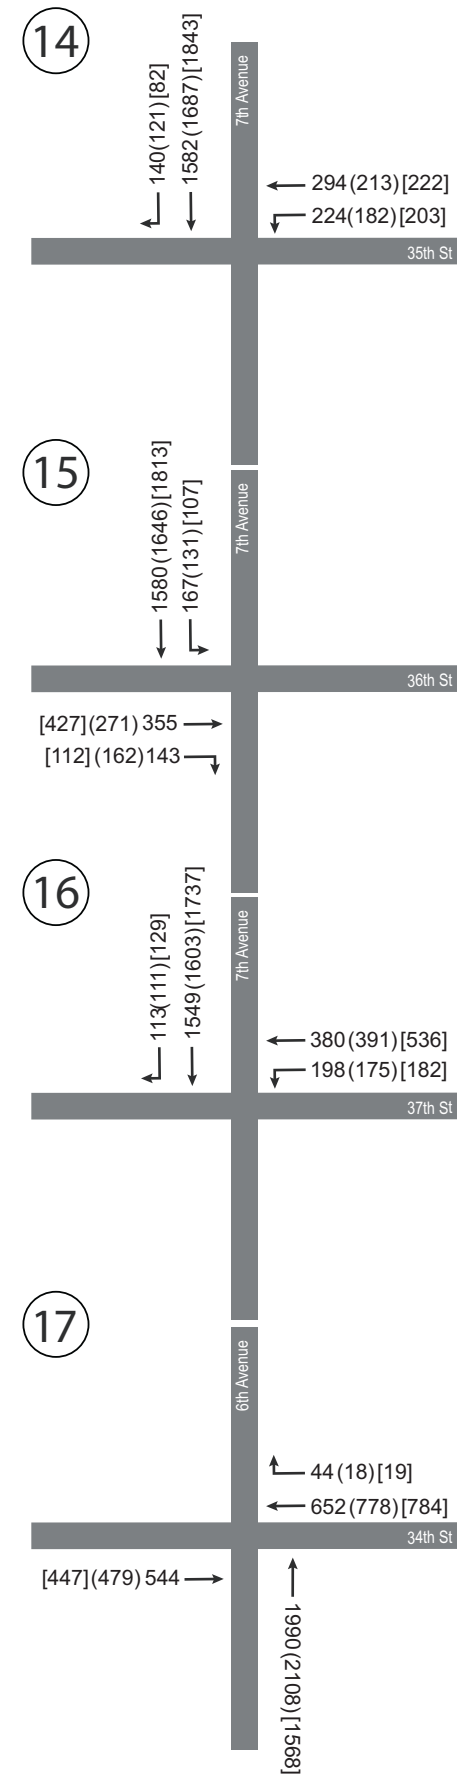 14
140(121)[82]
1582(1687)[1843]
7th Avenue
294(213)[222]
224(182)[203]
35th St
15
1580(1646)[1813]
167(131)[107]
7th Avenue
36th St
[427](271) 355
[112](162)143
16
113(111)[129]
1549(1603)[1737]
7th Avenue
380(391)[536]
198(175)[182]
37th St
17
6th Avenue
44(18)[19]
652(778)[784]
34th St
[447](479) 544
1990(2108)[1568]